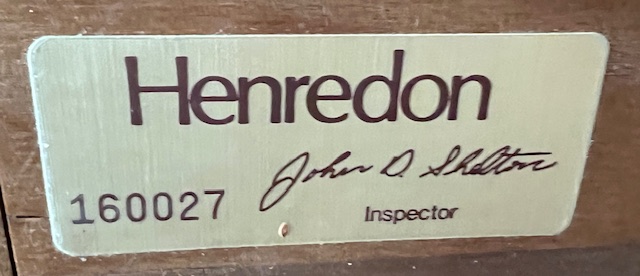 Henredon
John D. Shelton
160027
Inspector